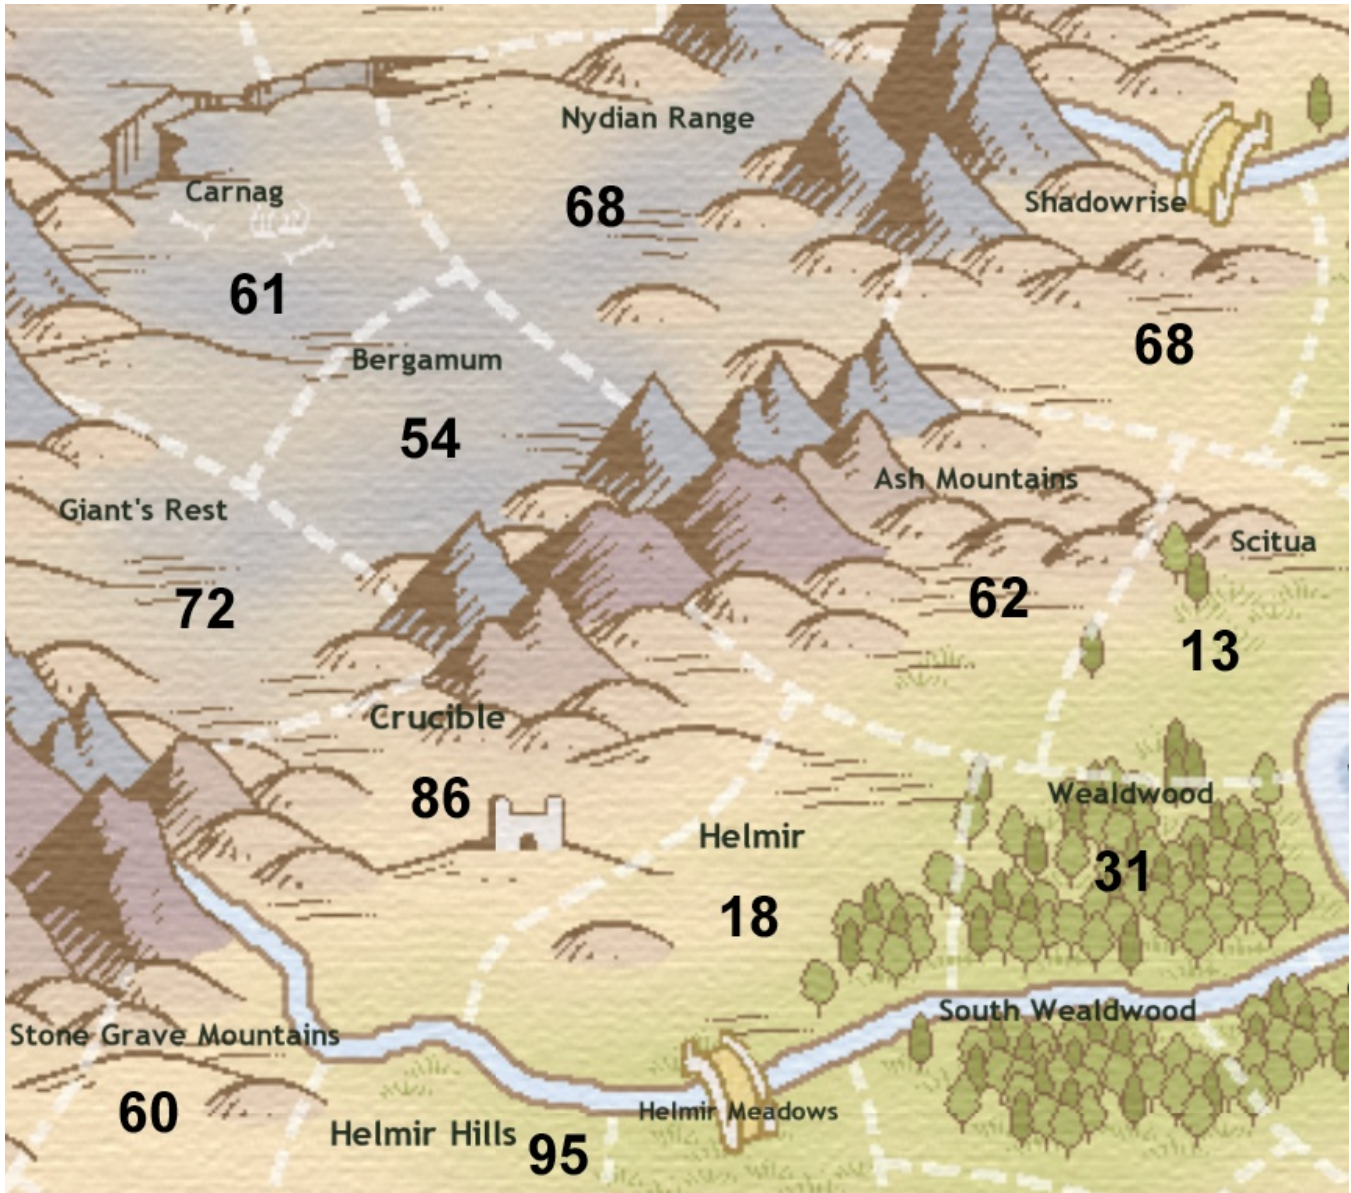 Nydian Range
68
Carnag
61
Shadowrise
68
Bergamum
54
Ash Mountains
62
Scitua
13
Giant's Rest
72
Crucible
86
Helmir
18
Wealdwood
31
South Wealdwood
Stone Grave Mountains
60
Helmir Hills
95
Helmir Meadows